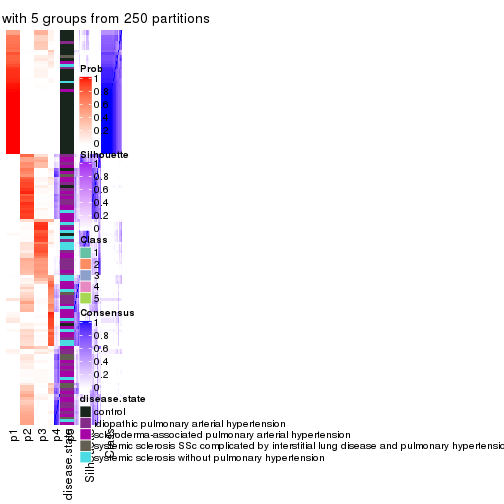 with 5 groups from 250 partitions
Prob
1
0.8
0.6
0.4
0.2
0
Silhouette
1
0.8
0.6
0.4
0.2
0
Class
1
2
3
4
5
Consensus
1
0.8
0.6
0.4
0.2
0
disease.state
control
idiopathic pulmonary arterial hypertension
scleroderma-associated pulmonary arterial hypertension
systemic sclerosis SSc complicated by interstitial lung disease and pulmonary hypertensio
systemic sclerosis without pulmonary hypertension
p1
p2
p3
p4
disease.state
Silh
Class